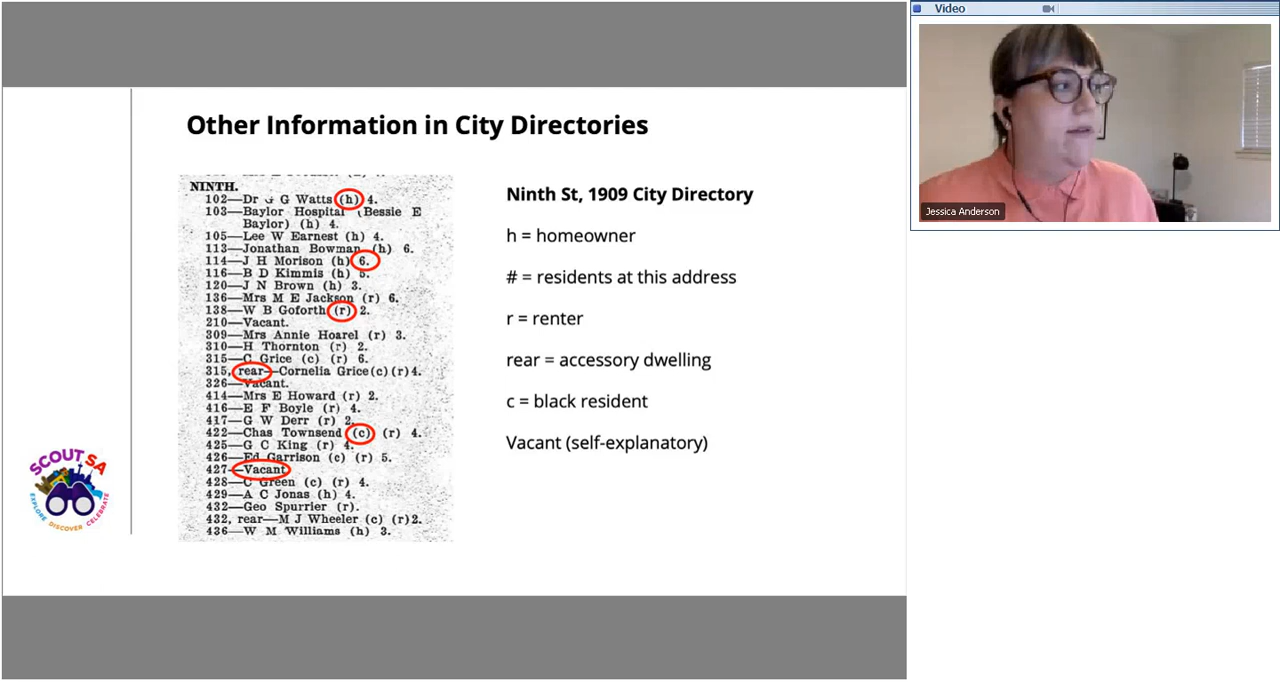 Video
Jessica Anderson
Other Information in City Directories
NINTH.
102—Dr J G Watts (h) 4.
103—Baylor Hospital (Bessie E
Baylor) (h) 4.
105—Lee W Earnest (h) 4.
113—Jonathan Bowman (h) 6.
114—J H Morison (h) 6.
116—B D Kimmis (h) 5.
120—J N Brown (h) 3.
136—Mrs M E Jackson (r) 6.
138—W B Goforth (r) 2.
210—Vacant.
309—Mrs Annie Hoarel (r) 3.
310—H Thornton (r) 2.
315—C Grice (c) (r) 6.
315, rear—Cornelia Grice (c) (r) 4.
326—Vacant.
414—Mrs E Howard (r) 2.
416—E F Boyle (r) 4.
417—G W Derr (r) 2.
422—Chas Townsend (c) (r) 4.
425—G C King (r) 4.
426—Ed Garrison (c) (r) 5.
427—Vacant
428—C Green (c) (r) 4.
429—A C Jonas (h) 4.
432—Geo Spurrier (r).
432, rear—M J Wheeler (c) (r) 2.
436—W M Williams (h) 3.
Ninth St, 1909 City Directory
h = homeowner
# = residents at this address
r = renter
rear = accessory dwelling
c = black resident
Vacant (self-explanatory)
SCOUT SA
EXPLORE DISCOVER CELEBRATE